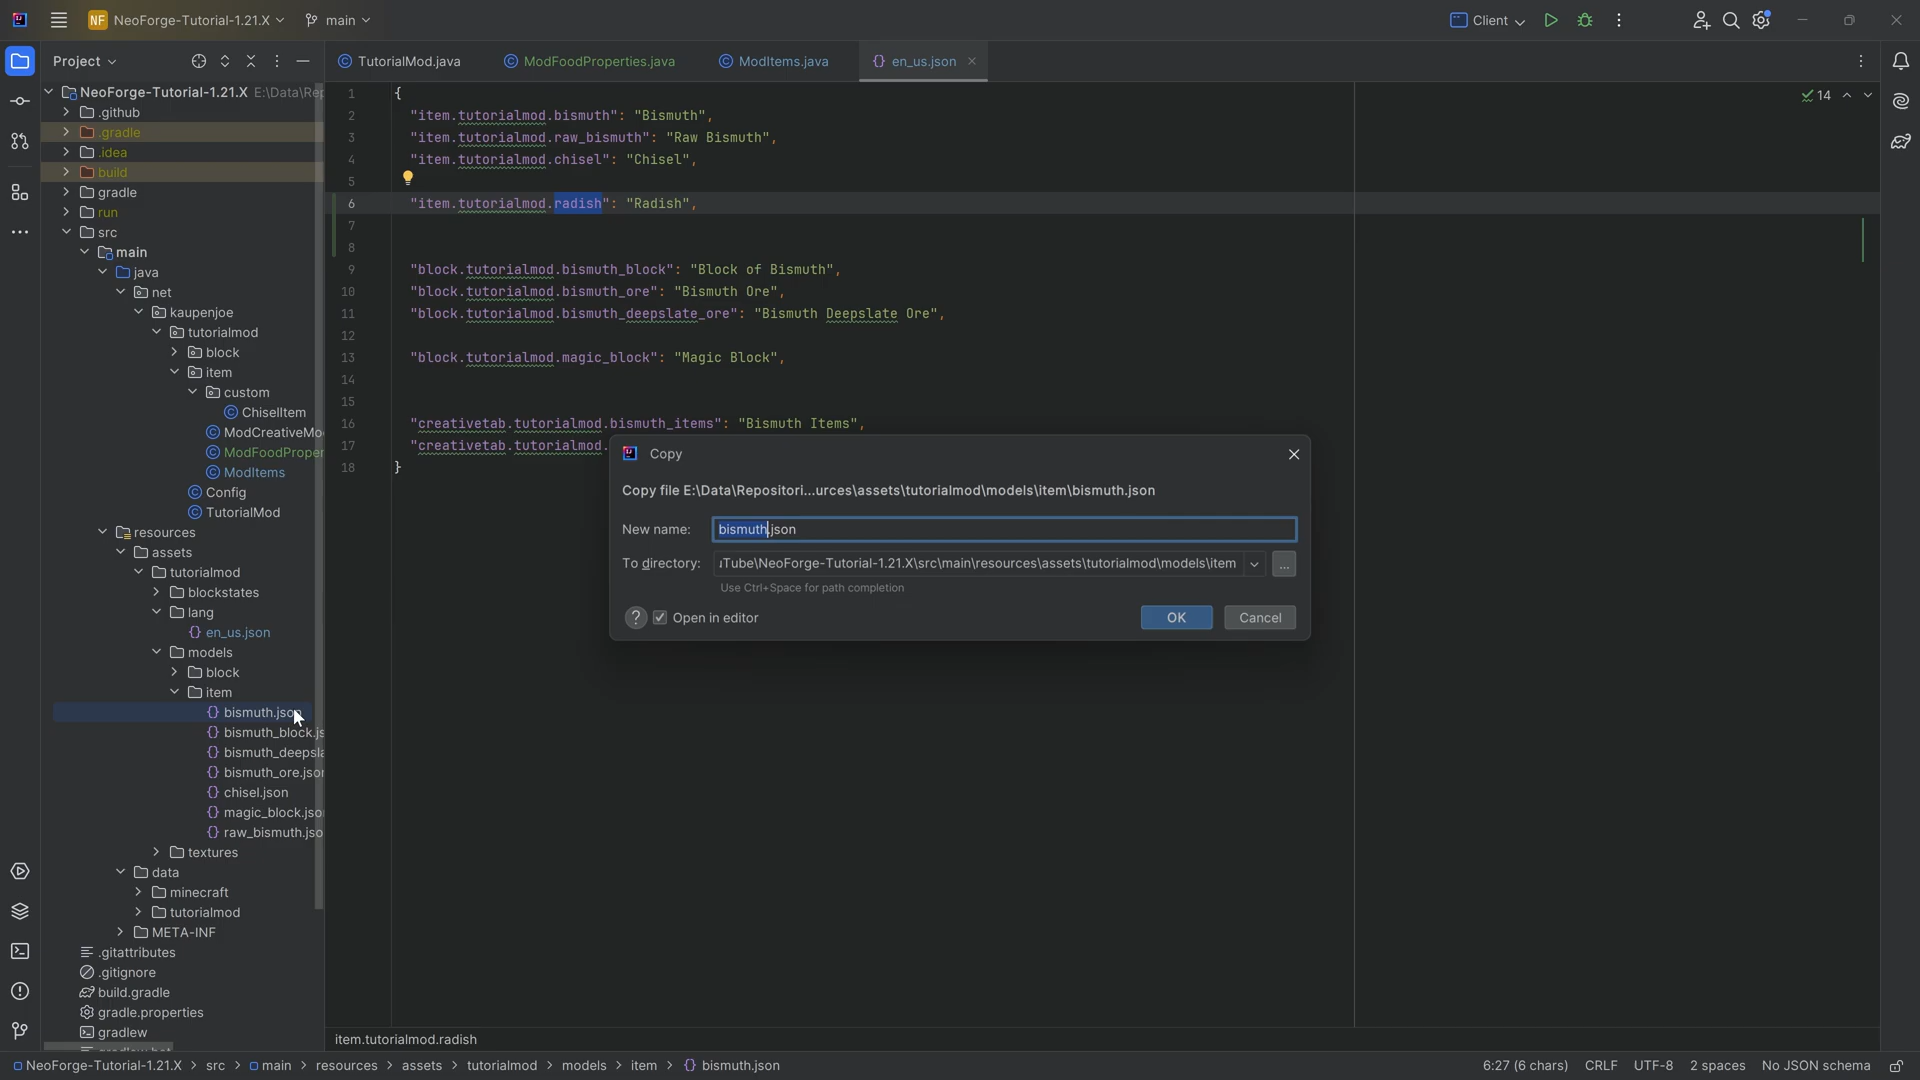 NF NeoForge-Tutorial-1.21.X main Client
Project TutorialMod.java ModFoodProperties.java ModItems.java en_us.json
NeoForge-Tutorial-1.21.X E:\Data\Rep
.github
.gradle
.idea
build
gradle
run
src
main
java
net
kaupenjoe
tutorialmod
block
item
custom
ChiselItem
ModCreativeMo
ModFoodProper
ModItems
Config
TutorialMod
resources
assets
tutorialmod
blockstates
lang
en_us.json
models
block
item
bismuth.json
bismuth_block.js
bismuth_deepsla
bismuth_ore.json
chisel.json
magic_block.json
raw_bismuth.jso
textures
data
minecraft
tutorialmod
META-INF
.gitattributes
.gitignore
build.gradle
gradle.properties
gradlew
1 {
2 "item.tutorialmod.bismuth": "Bismuth",
3 "item.tutorialmod.raw_bismuth": "Raw Bismuth",
4 "item.tutorialmod.chisel": "Chisel",
5
6 "item.tutorialmod.radish": "Radish",
7
8
9 "block.tutorialmod.bismuth_block": "Block of Bismuth",
10 "block.tutorialmod.bismuth_ore": "Bismuth Ore",
11 "block.tutorialmod.bismuth_deepslate_ore": "Bismuth Deepslate Ore",
12
13 "block.tutorialmod.magic_block": "Magic Block",
14
15
16 "creativetab.tutorialmod.bismuth_items": "Bismuth Items",
17 "creativetab.tutorialmod.
18 }
14
Copy
Copy file E:\Data\Repositori...urces\assets\tutorialmod\models\item\bismuth.json
New name: bismuth.json
To directory: Tube\NeoForge-Tutorial-1.21.X\src\main\resources\assets\tutorialmod\models\item ...
Use Ctrl+Space for path completion
? Open in editor OK Cancel
item.tutorialmod.radish
NeoForge-Tutorial-1.21.X > src > main > resources > assets > tutorialmod > models > item > bismuth.json 6:27 (6 chars) CRLF UTF-8 2 spaces No JSON schema